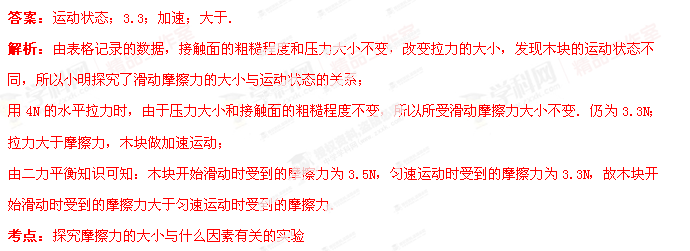 答案：运动状态；3.3；加速；大于．
解析：由表格记录的数据，接触面的粗糙程度和压力大小不变．改变拉力的大小，发现木块的运动状态不
同，所以小明探究了滑动摩擦力的大小与运动状态的关系；
用4N的水平拉力时，由于压力大小和接触面的粗糙程度不变，所以所受滑动摩擦力大小不变．仍为3.3N；
拉力大于摩擦力，木块做加速运动；
由二力平衡知识可知：木块开始滑动时受到的摩擦力为3.5N，匀速运动时受到的摩擦力为3.3N，故木块开
始滑动时受到的摩擦力大于匀速运动时受到的摩擦力．
考点：探究摩擦力的大小与什么因素有关的实验